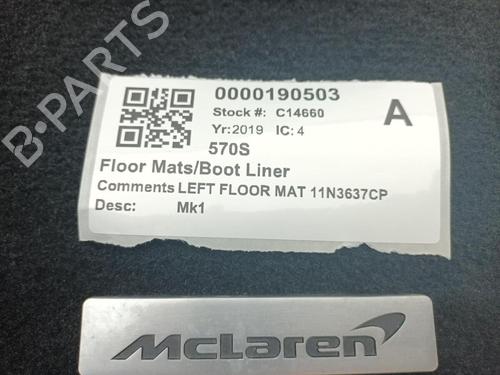 0000190503
Stock #: C14660
A
Yr: 2019 IC: 4
570S
Floor Mats/Boot Liner
Comments LEFT FLOOR MAT 11N3637CP
Desc: Mk1
McLaren
B-PARTS